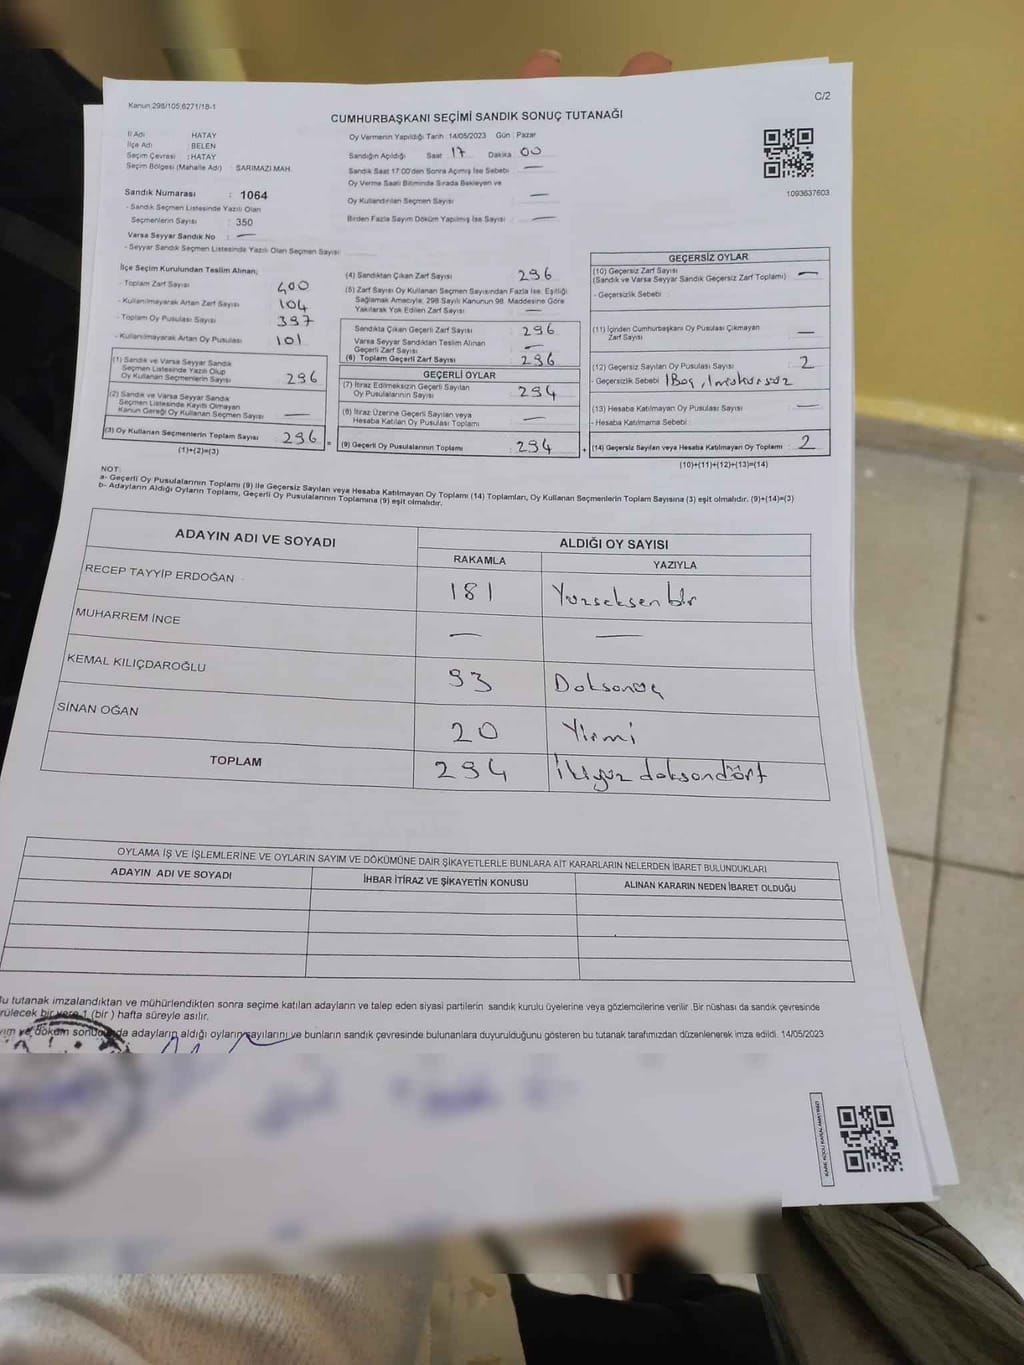 Kanun 298/105,6271/18-1
C/2
CUMHURBAŞKANI SEÇİMİ SANDIK SONUÇ TUTANAĞI
İl Adı HATAY
İlçe Adı BELEN
Seçim Çevresi : HATAY
Seçim Bölgesi (Mahalle Adı) : SARIMAZI MAH.
Sandık Numarası : 1064
- Sandık Seçmen Listesinde Yazılı Olan
Seçmenlerin Sayısı : 350
Varsa Seyyar Sandık No : —
- Seyyar Sandık Seçmen Listesinde Yazılı Olan Seçmen Sayısı
Oy Vermenin Yapıldığı Tarih 14/05/2023 Gün : Pazar
Sandığın Açıldığı Saat 17 Dakika 00
Sandık Saat 17:00'den Sonra Açımış İse Sebebi —
Oy Verme Saati Bitiminde Sırada Bekleyen ve
Oy Kullandırılan Seçmen Sayısı —
Birden Fazla Sayım Döküm Yapılmış İse Sayısı —
1093637603
İlçe Seçim Kurulundan Teslim Alınan;
- Toplam Zarf Sayısı 400
- Kullanılmayarak Artan Zarf Sayısı 104
- Toplam Oy Pusulası Sayısı 397
- Kullanılmayarak Artan Oy Pusulası 101
(1) Sandık ve Varsa Seyyar Sandık
Seçmen Listesinde Yazılı Olup
Oy Kullanan Seçmenlerin Sayısı 296
(2) Sandık ve Varsa Seyyar Sandık
Seçmen Listesinde Kayıtlı Olmayan
Kanun Gereği Oy Kullanan Seçmen Sayısı —
(3) Oy Kullanan Seçmenlerin Toplam Sayısı 296
(1)+(2)=(3)
(4) Sandıktan Çıkan Zarf Sayısı 296
(5) Zarf Sayısı Oy Kullanan Seçmen Sayısından Fazla İse, Eşitliği
Sağlamak Amacıyla; 298 Sayılı Kanunun 98. Maddesine Göre
Yakılarak Yok Edilen Zarf Sayısı —
Sandıkta Çıkan Geçerli Zarf Sayısı 296
Varsa Seyyar Sandıktan Teslim Alınan
Geçerli Zarf Sayısı —
(6) Toplam Geçerli Zarf Sayısı 296
GEÇERLİ OYLAR
(7) İtiraz Edilmeksizin Geçerli Sayılan
Oy Pusulalarının Sayısı 294
(8) İtiraz Üzerine Geçerli Sayılan veya
Hesaba Katılan Oy Pusulası Toplamı —
= (9) Geçerli Oy Pusulalarının Toplamı : 294 +
GEÇERSİZ OYLAR
(10) Geçersiz Zarf Sayısı
(Sandık ve Varsa Seyyar Sandık Geçersiz Zarf Toplamı) —
- Geçersizlik Sebebi :
(11) İçinden Cumhurbaşkanı Oy Pusulası Çıkmayan
Zarf Sayısı —
(12) Geçersiz Sayılan Oy Pusulası Sayısı 2
- Geçersizlik Sebebi 1Boş, 1mühürsüz
(13) Hesaba Katılmayan Oy Pusulası Sayısı —
- Hesaba Katılmama Sebebi :
(14) Geçersiz Sayılan veya Hesaba Katılmayan Oy Toplamı : 2
(10)+(11)+(12)+(13)=(14)
NOT:
a- Geçerli Oy Pusulalarının Toplamı (9) ile Geçersiz Sayılan veya Hesaba Katılmayan Oy Toplamı (14) Toplamları, Oy Kullanan Seçmenlerin Toplam Sayısına (3) eşit olmalıdır. (9)+(14)=(3)
b- Adayların Aldığı Oyların Toplamı, Geçerli Oy Pusulalarının Toplamına (9) eşit olmalıdır.
ADAYIN ADI VE SOYADI ALDIĞI OY SAYISI
RAKAMLA YAZIYLA
RECEP TAYYİP ERDOĞAN 181 Yüzseksenbir
MUHARREM İNCE — —
KEMAL KILIÇDAROĞLU 93 Doksanüç
SİNAN OĞAN 20 Yirmi
TOPLAM 294 İkiyüz doksandört
OYLAMA İŞ VE İŞLEMLERİNE VE OYLARIN SAYIM VE DÖKÜMÜNE DAİR ŞİKAYETLERLE BUNLARA AİT KARARLARIN NELERDEN İBARET BULUNDUKLARI
ADAYIN ADI VE SOYADI İHBAR İTİRAZ VE ŞİKAYETİN KONUSU ALINAN KARARIN NEDEN İBARET OLDUĞU
Bu tutanak imzalandıktan ve mühürlendikten sonra seçime katılan adayların ve talep eden siyasi partilerin sandık kurulu üyelerine veya gözlemcilerine verilir. Bir nüshası da sandık çevresinde
bir yere 1 (bir ) hafta süreyle asılır.
ve döküm sonucunda adayların aldığı oyların sayılarını ve bunların sandık çevresinde bulunanlara duyurulduğunu gösteren bu tutanak tarafımızdan düzenlenerek imza edildi. 14/05/2023